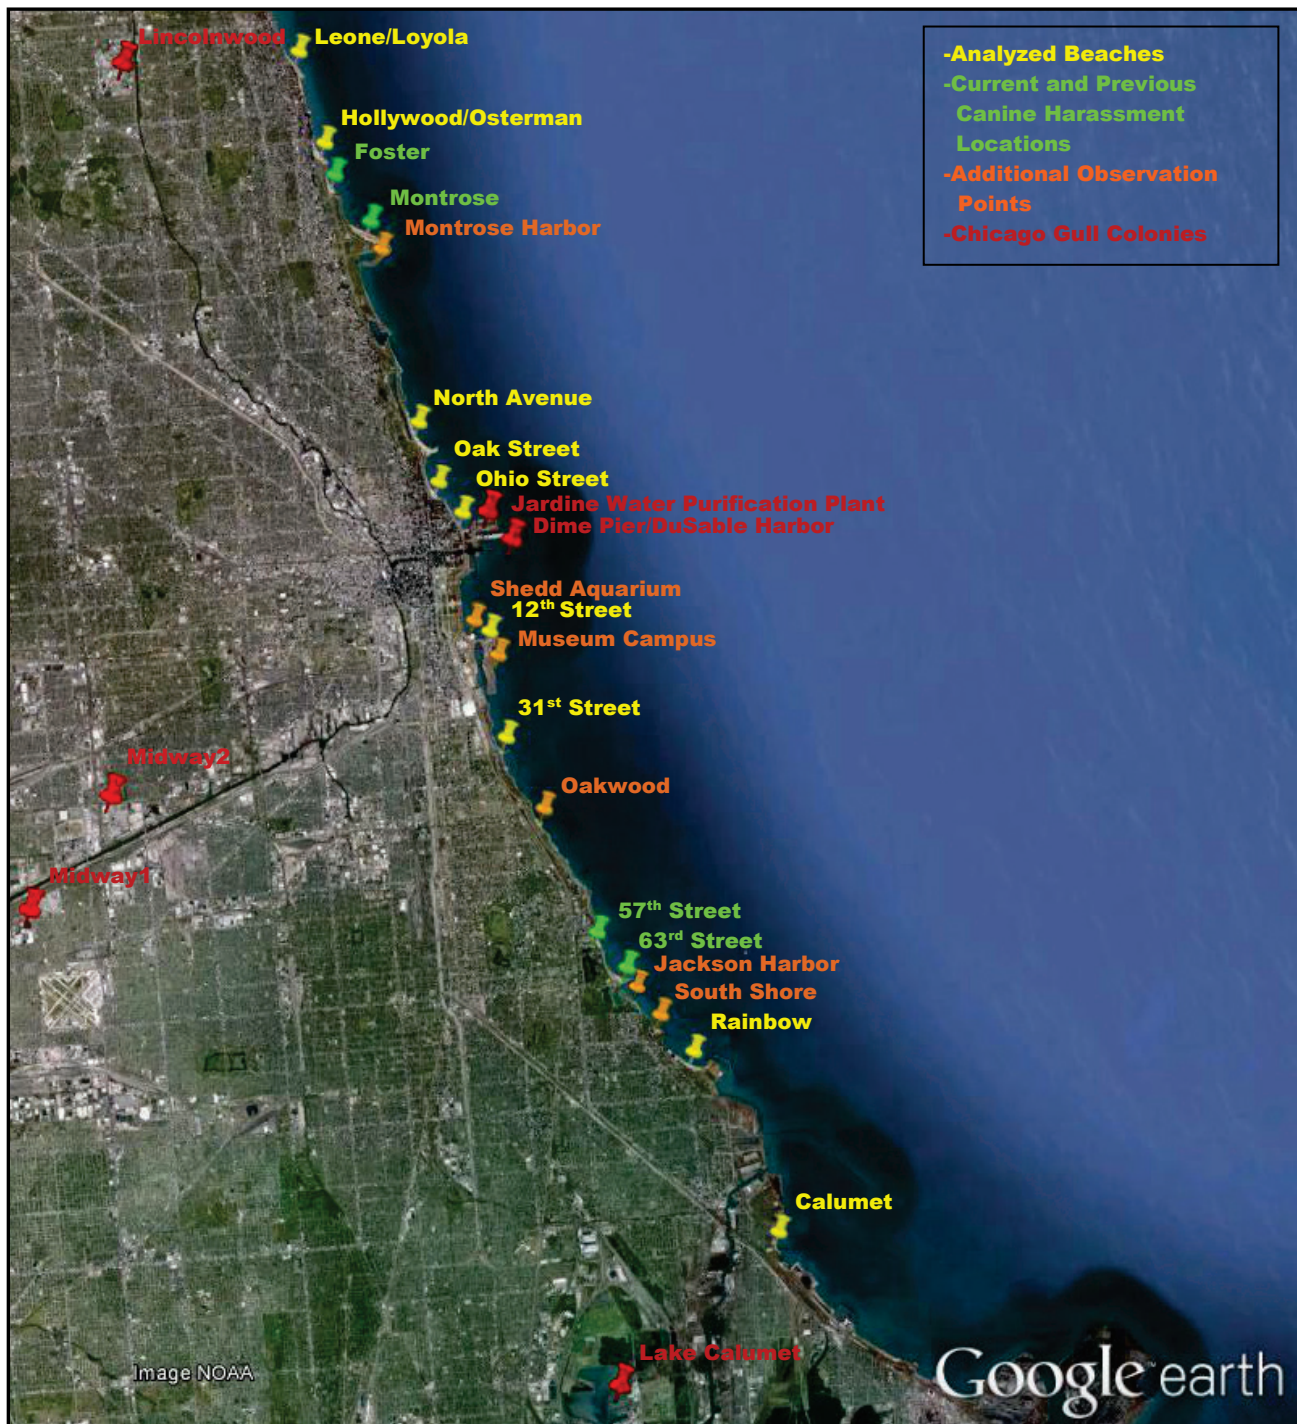 Lincolnwood
Leone/Loyola
-Analyzed Beaches
-Current and Previous
Canine Harassment
Locations
-Additional Observation
Points
-Chicago Gull Colonies
Hollywood/Osterman
Foster
Montrose
Montrose Harbor
North Avenue
Oak Street
Ohio Street
Jardine Water Purification Plant
Dime Pier/DuSable Harbor
Shedd Aquarium
12th Street
Museum Campus
31st Street
Midway2
Oakwood
Midway1
57th Street
63rd Street
Jackson Harbor
South Shore
Rainbow
Calumet
Lake Calumet
Image NOAA
Google earth